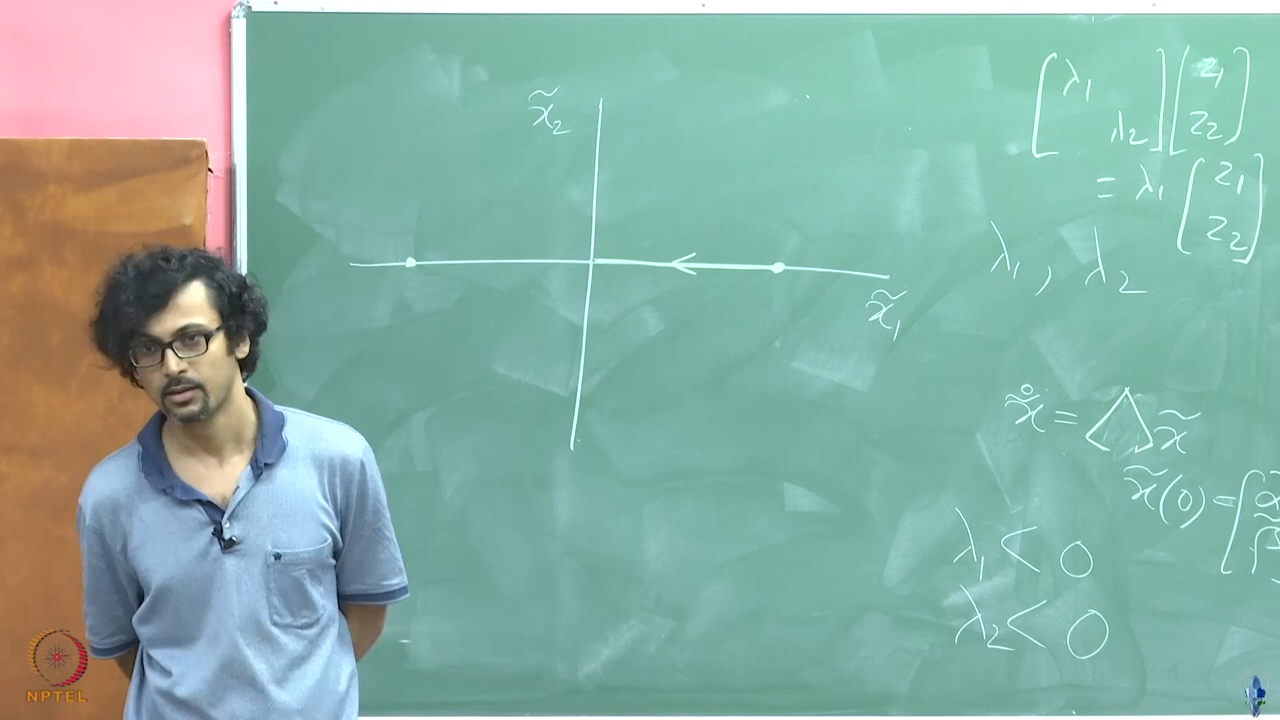 x̃₂
x̃₁
[λ₁ λ₂] [z₁ z₂]
= λ₁ [z₁ z₂]
λ₁, λ₂
x̃̇ = Λ x̃
x̃(0) =
λ₁ < 0
λ₂ < 0
NPTEL